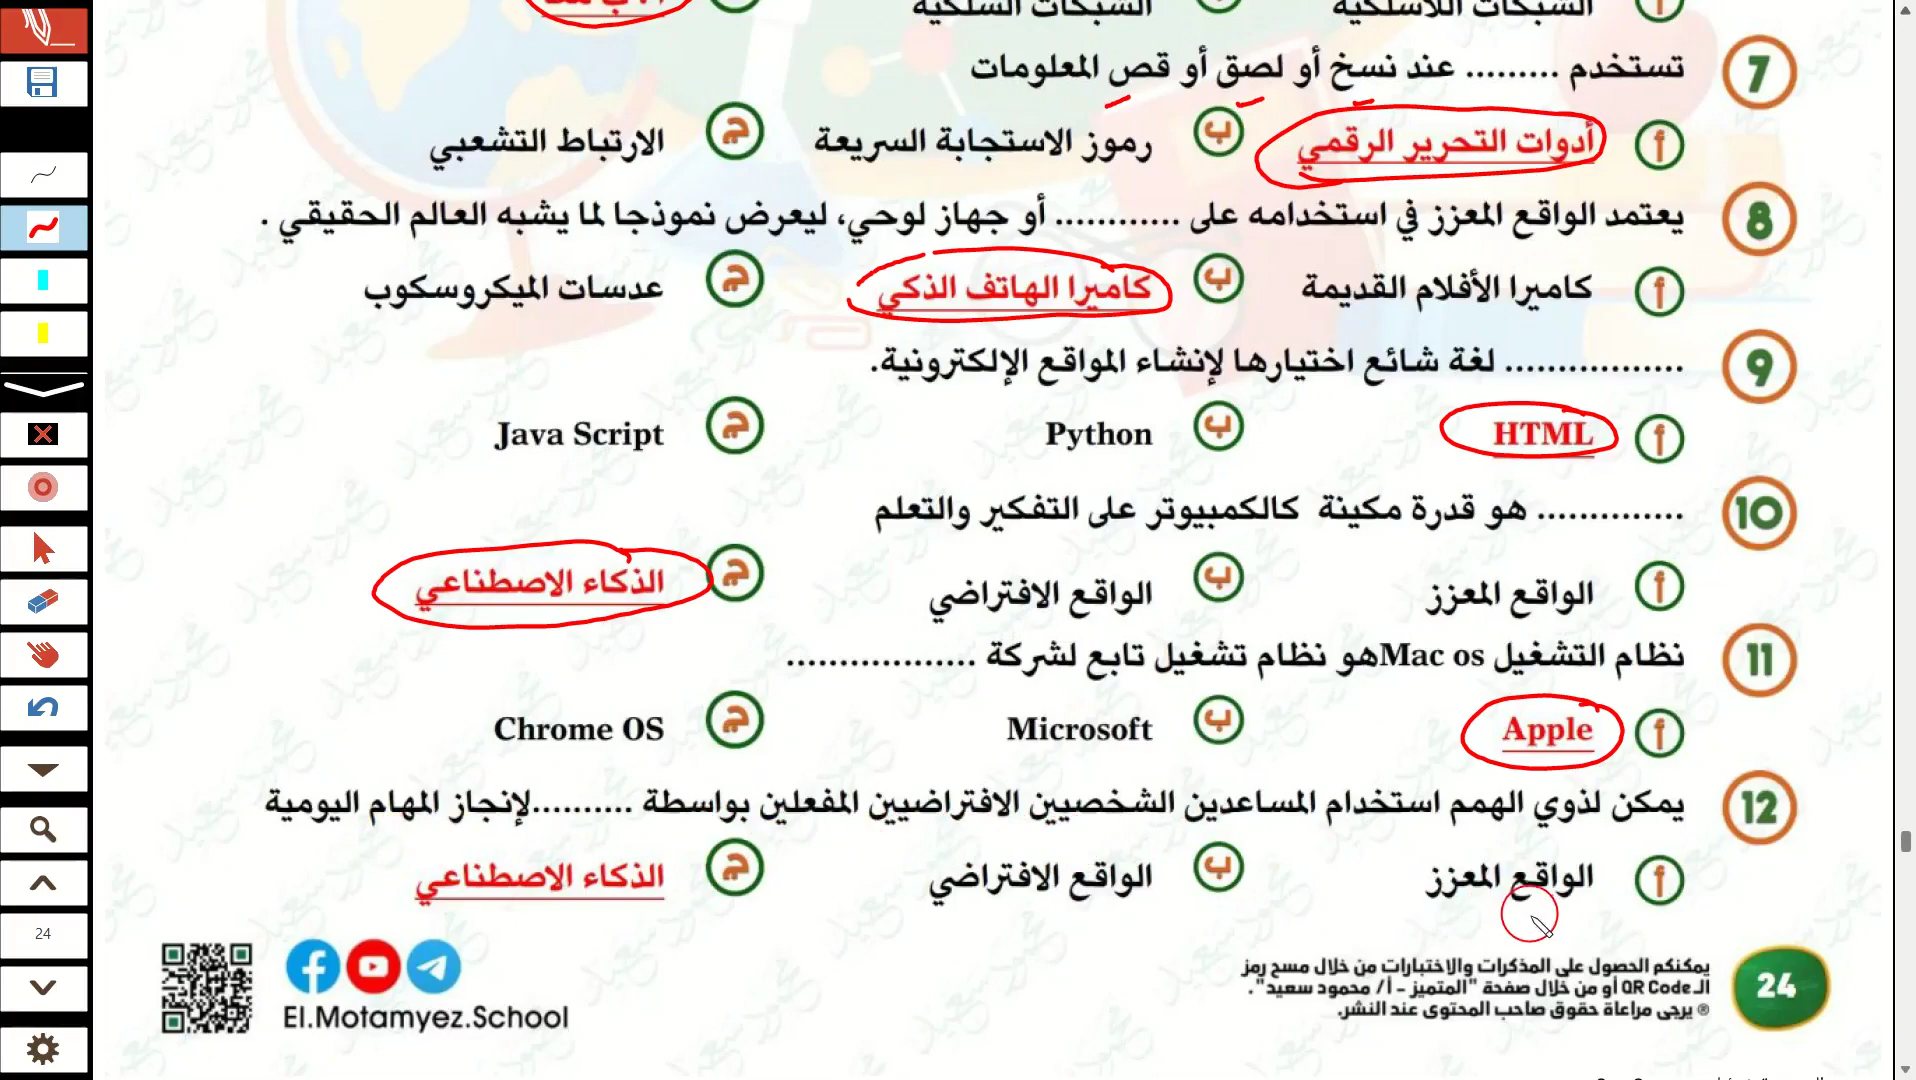 أ الشبكات اللاسلكية الشبكات السلكية
7 تستخدم ......... عند نسخ أو لصق أو قص المعلومات
أ أدوات التحرير الرقمي ب رموز الاستجابة السريعة ج الارتباط التشعبي
8 يعتمد الواقع المعزز في استخدامه على ............ أو جهاز لوحي، ليعرض نموذجا لما يشبه العالم الحقيقي .
أ كاميرا الأفلام القديمة ب كاميرا الهاتف الذكي ج عدسات الميكروسكوب
9 ................. لغة شائع اختيارها لإنشاء المواقع الإلكترونية.
أ HTML ب Python ج Java Script
10 .............. هو قدرة مكينة كالكمبيوتر على التفكير والتعلم
أ الواقع المعزز ب الواقع الافتراضي ج الذكاء الاصطناعي
11 نظام التشغيل Mac os هو نظام تشغيل تابع لشركة ..................
أ Apple ب Microsoft ج Chrome OS
12 يمكن لذوي الهمم استخدام المساعدين الشخصيين الافتراضيين المفعلين بواسطة ..........لإنجاز المهام اليومية
أ الواقع المعزز ب الواقع الافتراضي ج الذكاء الاصطناعي
24
يمكنكم الحصول على المذكرات والاختبارات من خلال مسح رمز
الـ QR Code أو من خلال صفحة "المتميز - أ/ محمود سعيد".
® يرجى مراعاة حقوق صاحب المحتوى عند النشر.
El.Motamyez.School
24